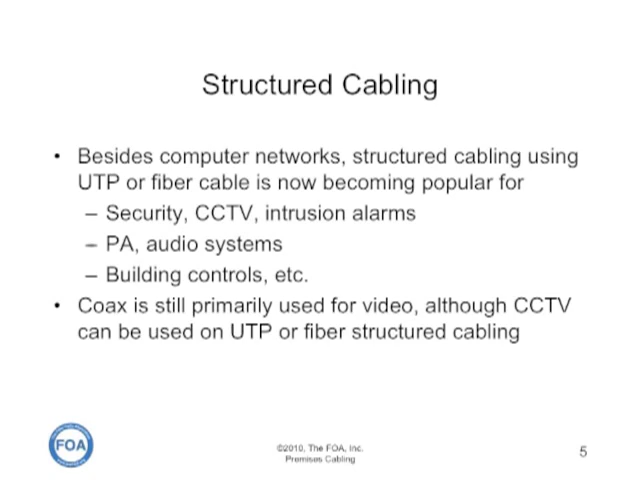 Structured Cabling
• Besides computer networks, structured cabling using
UTP or fiber cable is now becoming popular for
– Security, CCTV, intrusion alarms
– PA, audio systems
– Building controls, etc.
• Coax is still primarily used for video, although CCTV
can be used on UTP or fiber structured cabling
FOA
©2010, The FOA, Inc.
Premises Cabling
5